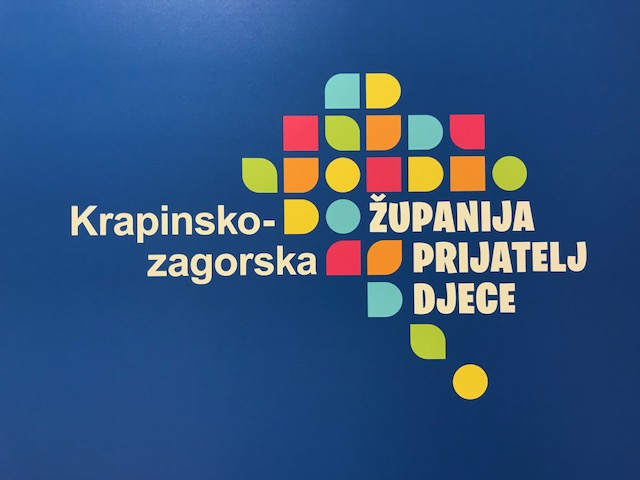 Krapinsko-
zagorska
ŽUPANIJA
PRIJATELJ
DJECE